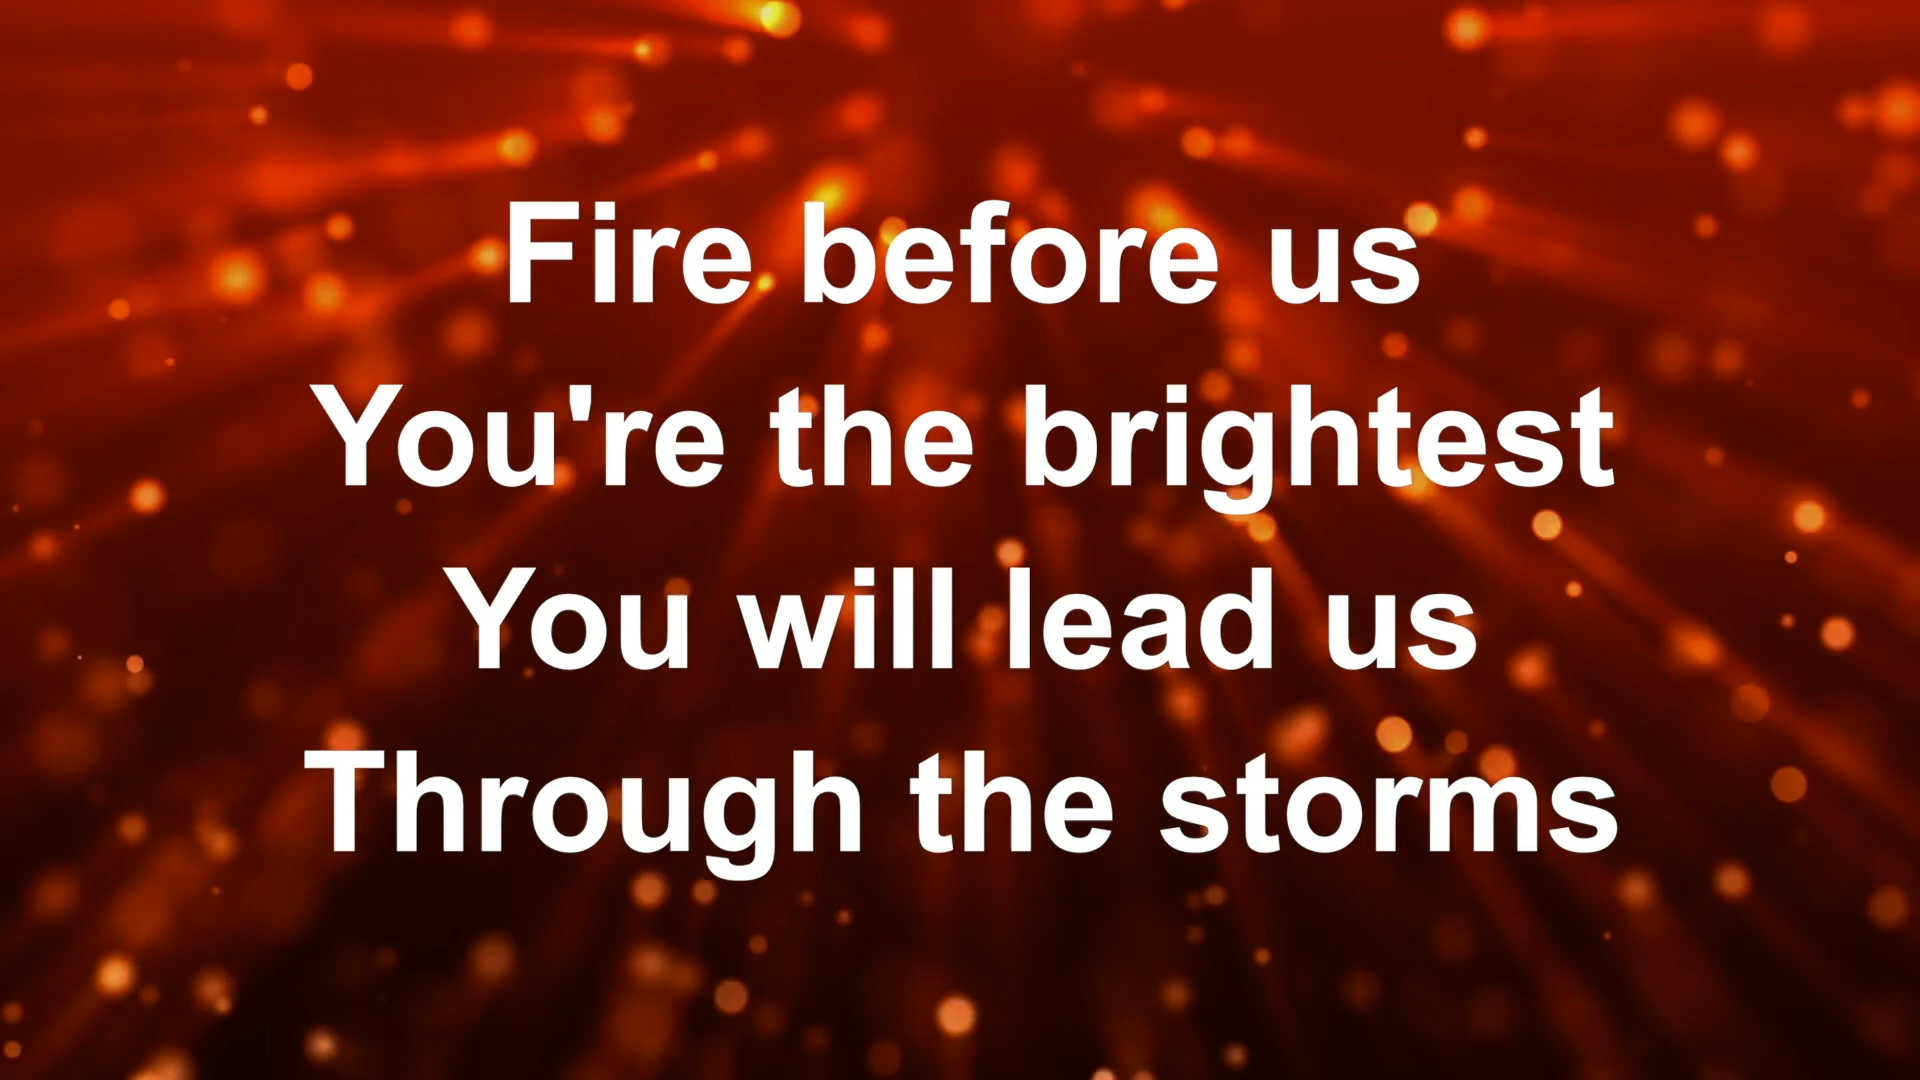 Fire before us
You're the brightest
You will lead us
Through the storms